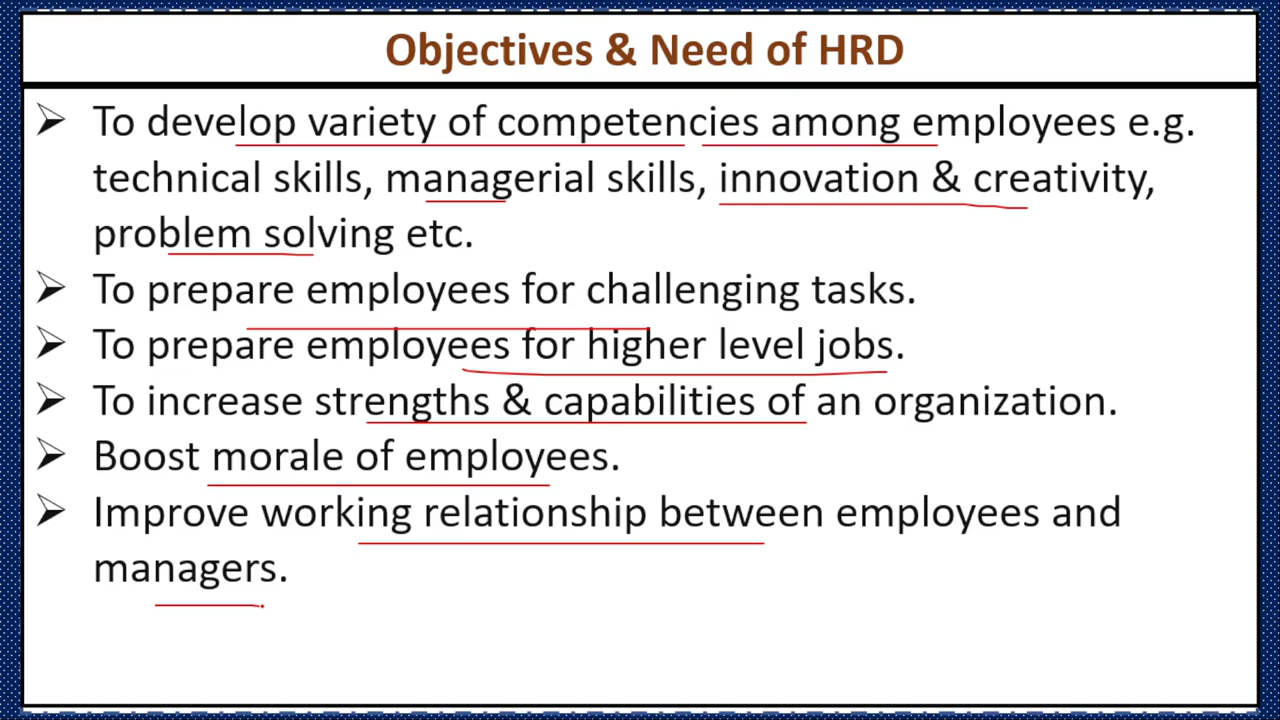 Objectives & Need of HRD
➢ To develop variety of competencies among employees e.g.
technical skills, managerial skills, innovation & creativity,
problem solving etc.
➢ To prepare employees for challenging tasks.
➢ To prepare employees for higher level jobs.
➢ To increase strengths & capabilities of an organization.
➢ Boost morale of employees.
➢ Improve working relationship between employees and
managers.